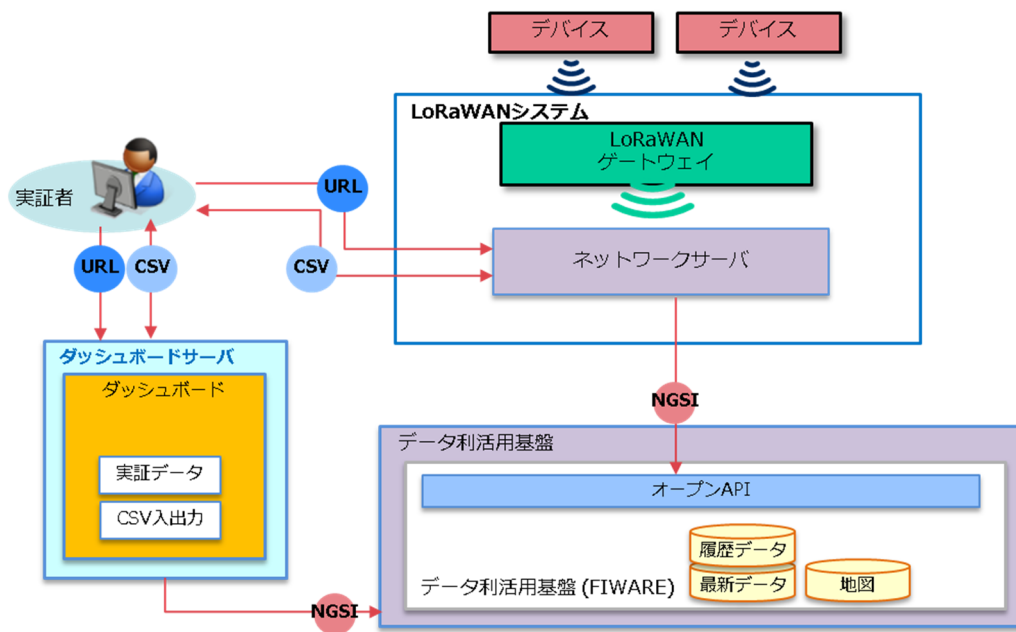 デバイス
デバイス
LoRaWANシステム
LoRaWAN
ゲートウェイ
実証者
URL
CSV
ネットワークサーバ
URL
CSV
ダッシュボードサーバ
ダッシュボード
実証データ
CSV入出力
NGSI
データ利活用基盤
オープンAPI
履歴データ
最新データ
地図
データ利活用基盤 (FIWARE)
NGSI